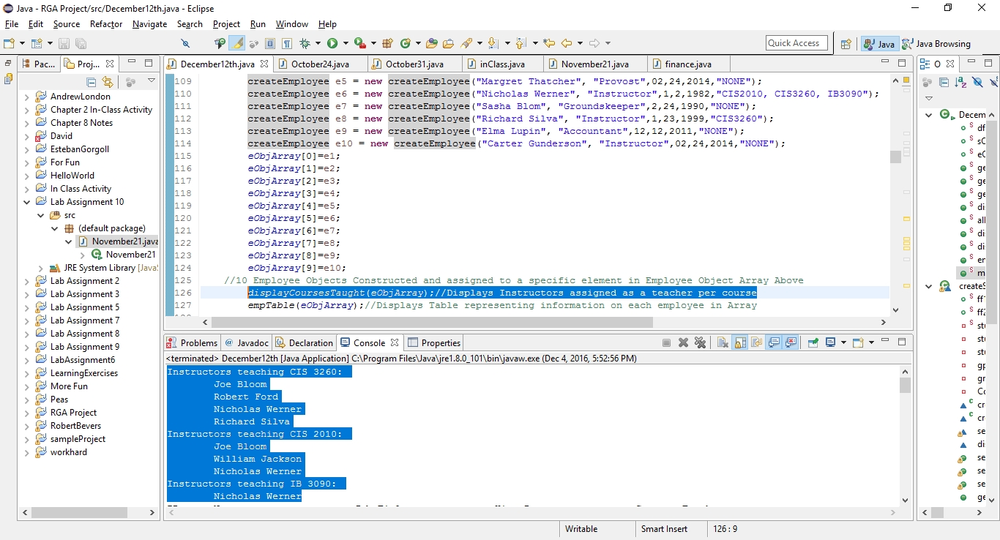 Java - RGA Project/src/December12th.java - Eclipse
File Edit Source Refactor Navigate Search Project Run Window Help
Quick Access Java Java Browsing
Pac... Proj...
December12th.java October24.java October31.java inClass.java November21.java finance.java
AndrewLondon
Chapter 2 In-Class Activity
Chapter 8 Notes
David
EstebanGorgoll
For Fun
HelloWorld
In Class Activity
Lab Assignment 10
src
(default package)
November21.java
November21
JRE System Library [Java
Lab Assignment 2
Lab Assignment 3
Lab Assignment 5
Lab Assignment 7
Lab Assignment 8
Lab Assignment 9
LabAssignment6
LearningExercises
More Fun
Peas
RGA Project
RobertBevers
sampleProject
workhard
109 createEmployee e5 = new createEmployee("Margret Thatcher", "Provost",02,24,2014,"NONE");
110 createEmployee e6 = new createEmployee("Nicholas Werner", "Instructor",1,2,1982,"CIS2010, CIS3260, IB3090");
111 createEmployee e7 = new createEmployee("Sasha Blom", "Groundskeeper",2,24,1990,"NONE");
112 createEmployee e8 = new createEmployee("Richard Silva", "Instructor",1,23,1999,"CIS3260");
113 createEmployee e9 = new createEmployee("Elma Lupin", "Accountant",12,12,2011,"NONE");
114 createEmployee e10 = new createEmployee("Carter Gunderson", "Instructor",02,24,2014,"NONE");
115 eObjArray[0]=e1;
116 eObjArray[1]=e2;
117 eObjArray[2]=e3;
118 eObjArray[3]=e4;
119 eObjArray[4]=e5;
120 eObjArray[5]=e6;
121 eObjArray[6]=e7;
122 eObjArray[7]=e8;
123 eObjArray[8]=e9;
124 eObjArray[9]=e10;
125 //10 Employee Objects Constructed and assigned to a specific element in Employee Object Array Above
126 displayCoursesTaught(eObjArray);//Displays Instructors assigned as a teacher per course
127 empTable(eObjArray);//Displays Table representing information on each employee in Array
Problems @ Javadoc Declaration Console Properties
<terminated> December12th [Java Application] C:\Program Files\Java\jre1.8.0_101\bin\javaw.exe (Dec 4, 2016, 5:52:56 PM)
Instructors teaching CIS 3260:
Joe Bloom
Robert Ford
Nicholas Werner
Richard Silva
Instructors teaching CIS 2010:
Joe Bloom
William Jackson
Nicholas Werner
Instructors teaching IB 3090:
Nicholas Werner
O
Decem
df
sC
eC
ge
ge
ge
di
all
di
di
en
m
createS
ff1
ff2
stu
stu
stu
gp
gr
Co
cr
cr
se
di
se
se
se
ge
Writable Smart Insert 126 : 9